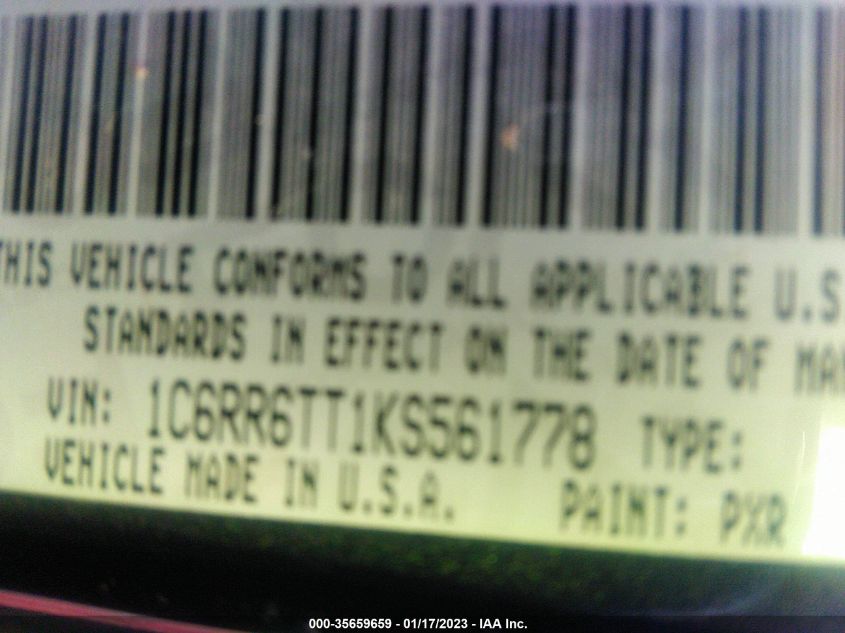 THIS VEHICLE CONFORMS TO ALL APPLICABLE U.S
STANDARDS IN EFFECT ON THE DATE OF MAN
VIN: 1C6RR6TT1KS561778 TYPE:
VEHICLE MADE IN U.S.A. PAINT: PXR
000-35659659 - 01/17/2023 - IAA Inc.